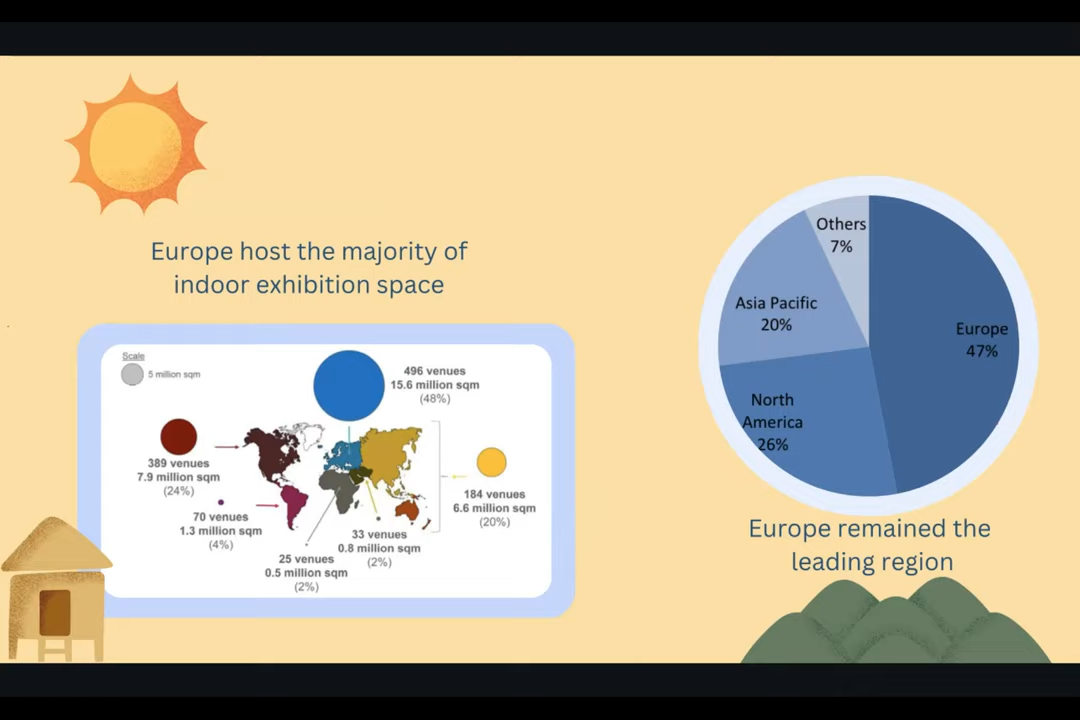 Europe host the majority of
indoor exhibition space
Scale
5 million sqm
496 venues
15.6 million sqm
(48%)
389 venues
7.9 million sqm
(24%)
70 venues
1.3 million sqm
(4%)
25 venues
0.5 million sqm
(2%)
33 venues
0.8 million sqm
(2%)
184 venues
6.6 million sqm
(20%)
Others
7%
Asia Pacific
20%
Europe
47%
North
America
26%
Europe remained the
leading region